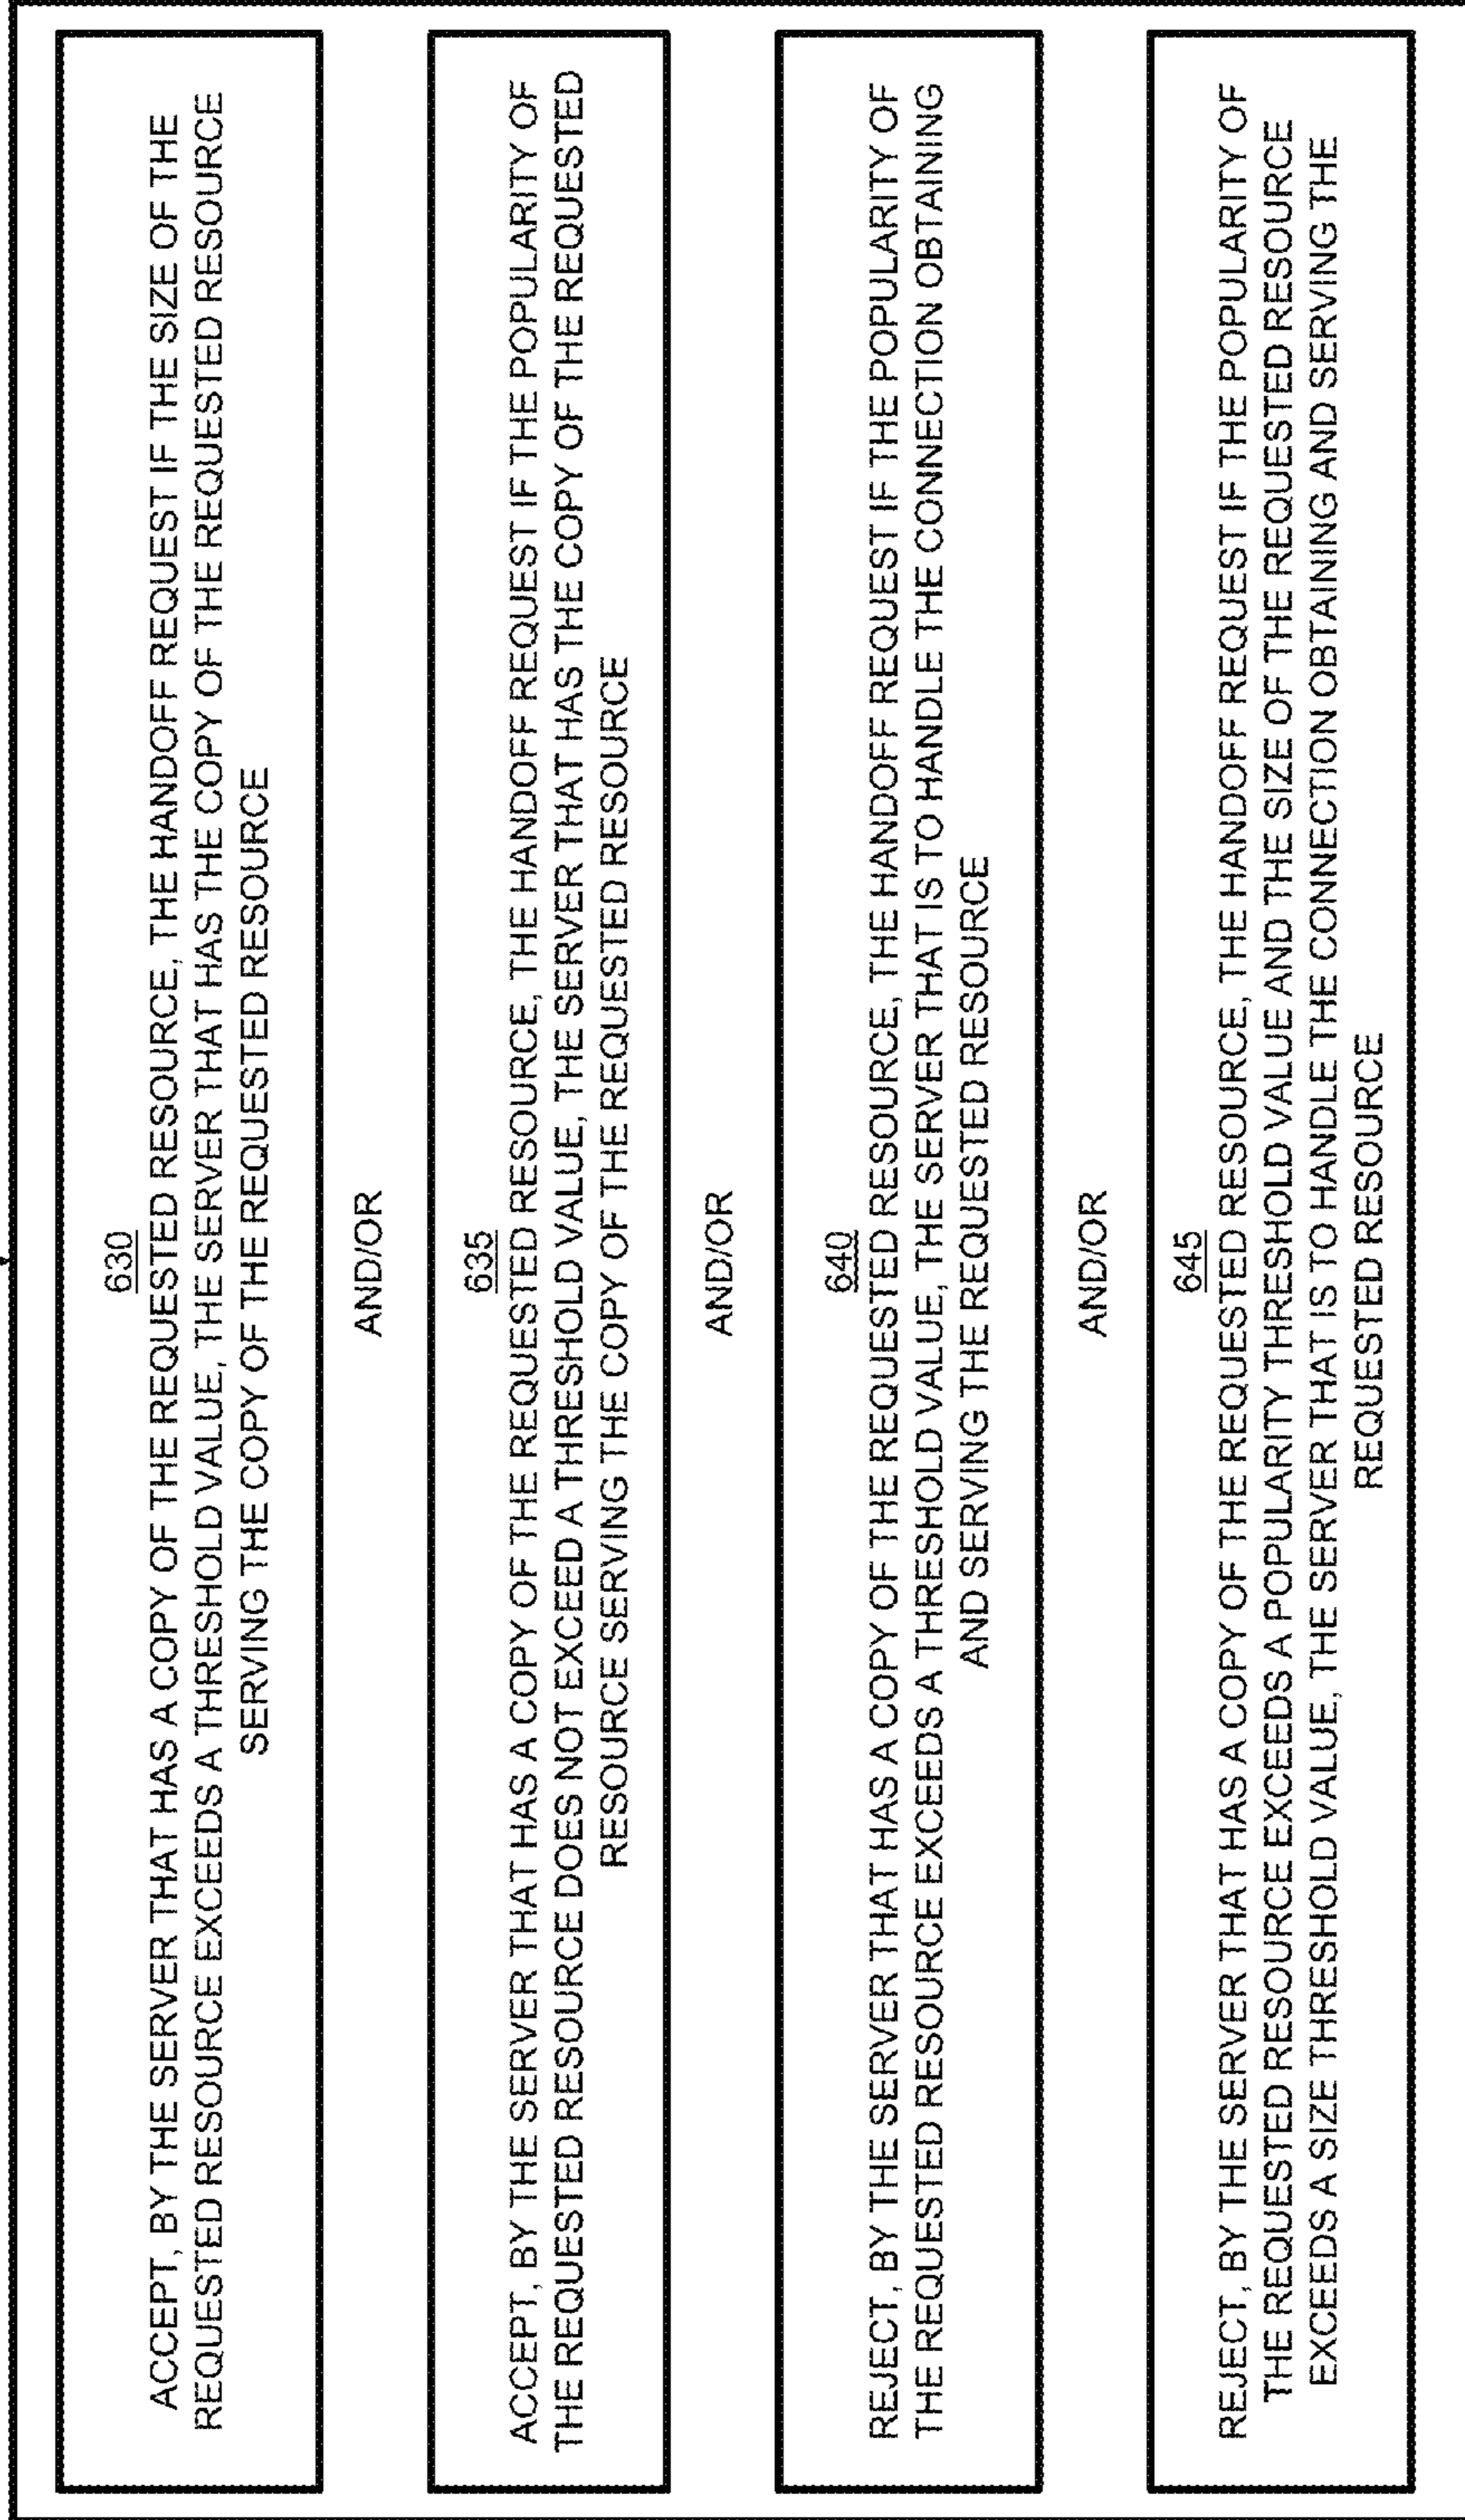 630
ACCEPT, BY THE SERVER THAT HAS A COPY OF THE REQUESTED RESOURCE, THE HANDOFF REQUEST IF THE SIZE OF THE
REQUESTED RESOURCE EXCEEDS A THRESHOLD VALUE, THE SERVER THAT HAS THE COPY OF THE REQUESTED RESOURCE
SERVING THE COPY OF THE REQUESTED RESOURCE
AND/OR
635
ACCEPT, BY THE SERVER THAT HAS A COPY OF THE REQUESTED RESOURCE, THE HANDOFF REQUEST IF THE POPULARITY OF
THE REQUESTED RESOURCE DOES NOT EXCEED A THRESHOLD VALUE, THE SERVER THAT HAS THE COPY OF THE REQUESTED
RESOURCE SERVING THE COPY OF THE REQUESTED RESOURCE
AND/OR
640
REJECT, BY THE SERVER THAT HAS A COPY OF THE REQUESTED RESOURCE, THE HANDOFF REQUEST IF THE POPULARITY OF
THE REQUESTED RESOURCE EXCEEDS A THRESHOLD VALUE, THE SERVER THAT IS TO HANDLE THE CONNECTION OBTAINING
AND SERVING THE REQUESTED RESOURCE
AND/OR
645
REJECT, BY THE SERVER THAT HAS A COPY OF THE REQUESTED RESOURCE, THE HANDOFF REQUEST IF THE POPULARITY OF
THE REQUESTED RESOURCE EXCEEDS A POPULARITY THRESHOLD VALUE AND THE SIZE OF THE REQUESTED RESOURCE
EXCEEDS A SIZE THRESHOLD VALUE, THE SERVER THAT IS TO HANDLE THE CONNECTION OBTAINING AND SERVING THE
REQUESTED RESOURCE